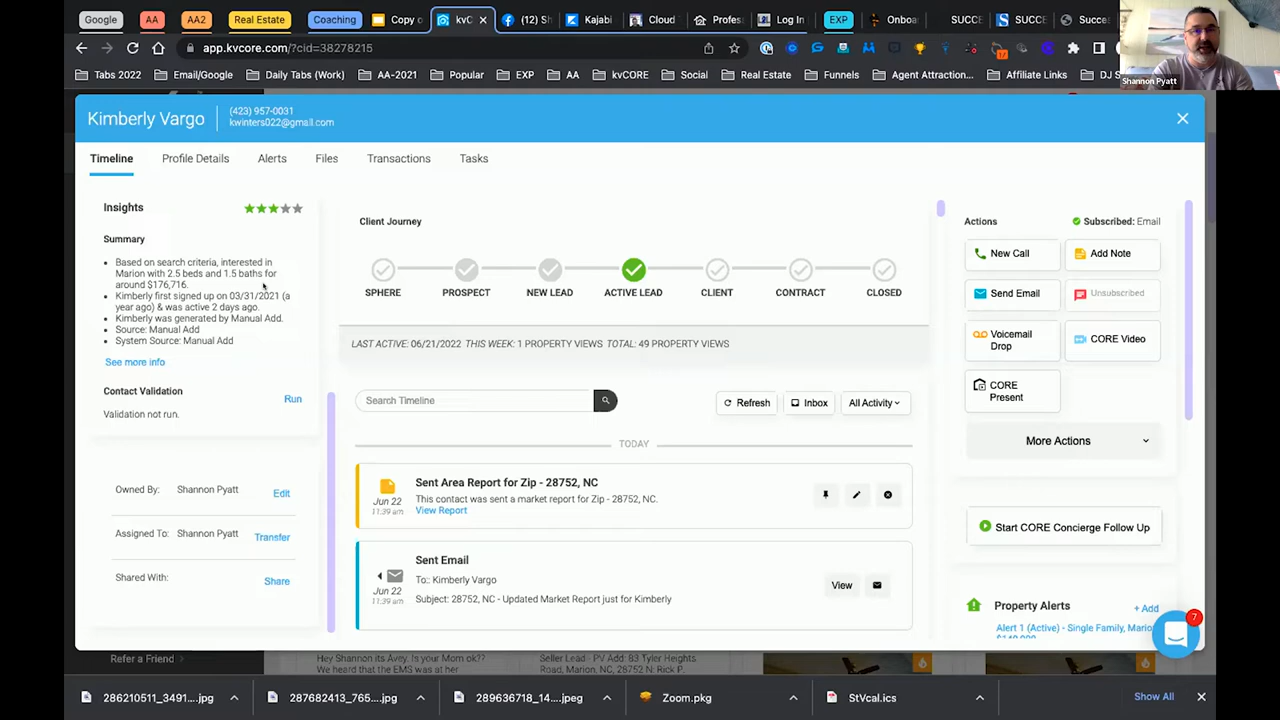 Google
AA
AA2
Real Estate
Coaching
Copy o
kvC
(12) Sh
Kajabi
Cloud
Profes
Log In
EXP
Onboa
SUCCE
SUCC
Succe
app.kvcore.com/?cid=38278215
Tabs 2022
Email/Google
Daily Tabs (Work)
AA-2021
Popular
EXP
AA
kvCORE
Social
Real Estate
Funnels
Agent Attraction...
Affiliate Links
DJ S
Shannon Pyatt
Kimberly Vargo
(423) 957-0031
kwinters022@gmail.com
Timeline
Profile Details
Alerts
Files
Transactions
Tasks
Insights
Summary
Based on search criteria, interested in
Marion with 2.5 beds and 1.5 baths for
around $176,716.
Kimberly first signed up on 03/31/2021 (a
year ago) & was active 2 days ago.
Kimberly was generated by Manual Add.
Source: Manual Add
System Source: Manual Add
See more info
Contact Validation
Run
Validation not run.
Owned By:
Shannon Pyatt
Edit
Assigned To:
Shannon Pyatt
Transfer
Shared With:
Share
Client Journey
SPHERE
PROSPECT
NEW LEAD
ACTIVE LEAD
CLIENT
CONTRACT
CLOSED
LAST ACTIVE: 06/21/2022 THIS WEEK: 1 PROPERTY VIEWS TOTAL: 49 PROPERTY VIEWS
Search Timeline
Refresh
Inbox
All Activity
TODAY
Jun 22
11:39 am
Sent Area Report for Zip - 28752, NC
This contact was sent a market report for Zip - 28752, NC.
View Report
Jun 22
11:39 am
Sent Email
To:: Kimberly Vargo
Subject: 28752, NC - Updated Market Report just for Kimberly
View
Actions
Subscribed: Email
New Call
Add Note
Send Email
Unsubscribed
Voicemail
Drop
CORE Video
CORE
Present
More Actions
Start CORE Concierge Follow Up
Property Alerts
+ Add
Alert 1 (Active) - Single Family, Mario
7
Refer a Friend
Hey Shannon its Avery. Is your Mom ok??
We heard that the EMS was at her
Seller Lead - PV Add: 83 Tyler Heights
Road, Marion, NC, 28752 N: Rick P.
286210511_3491....jpg
287682413_765....jpg
289636718_14....jpeg
Zoom.pkg
StVcal.ics
Show All